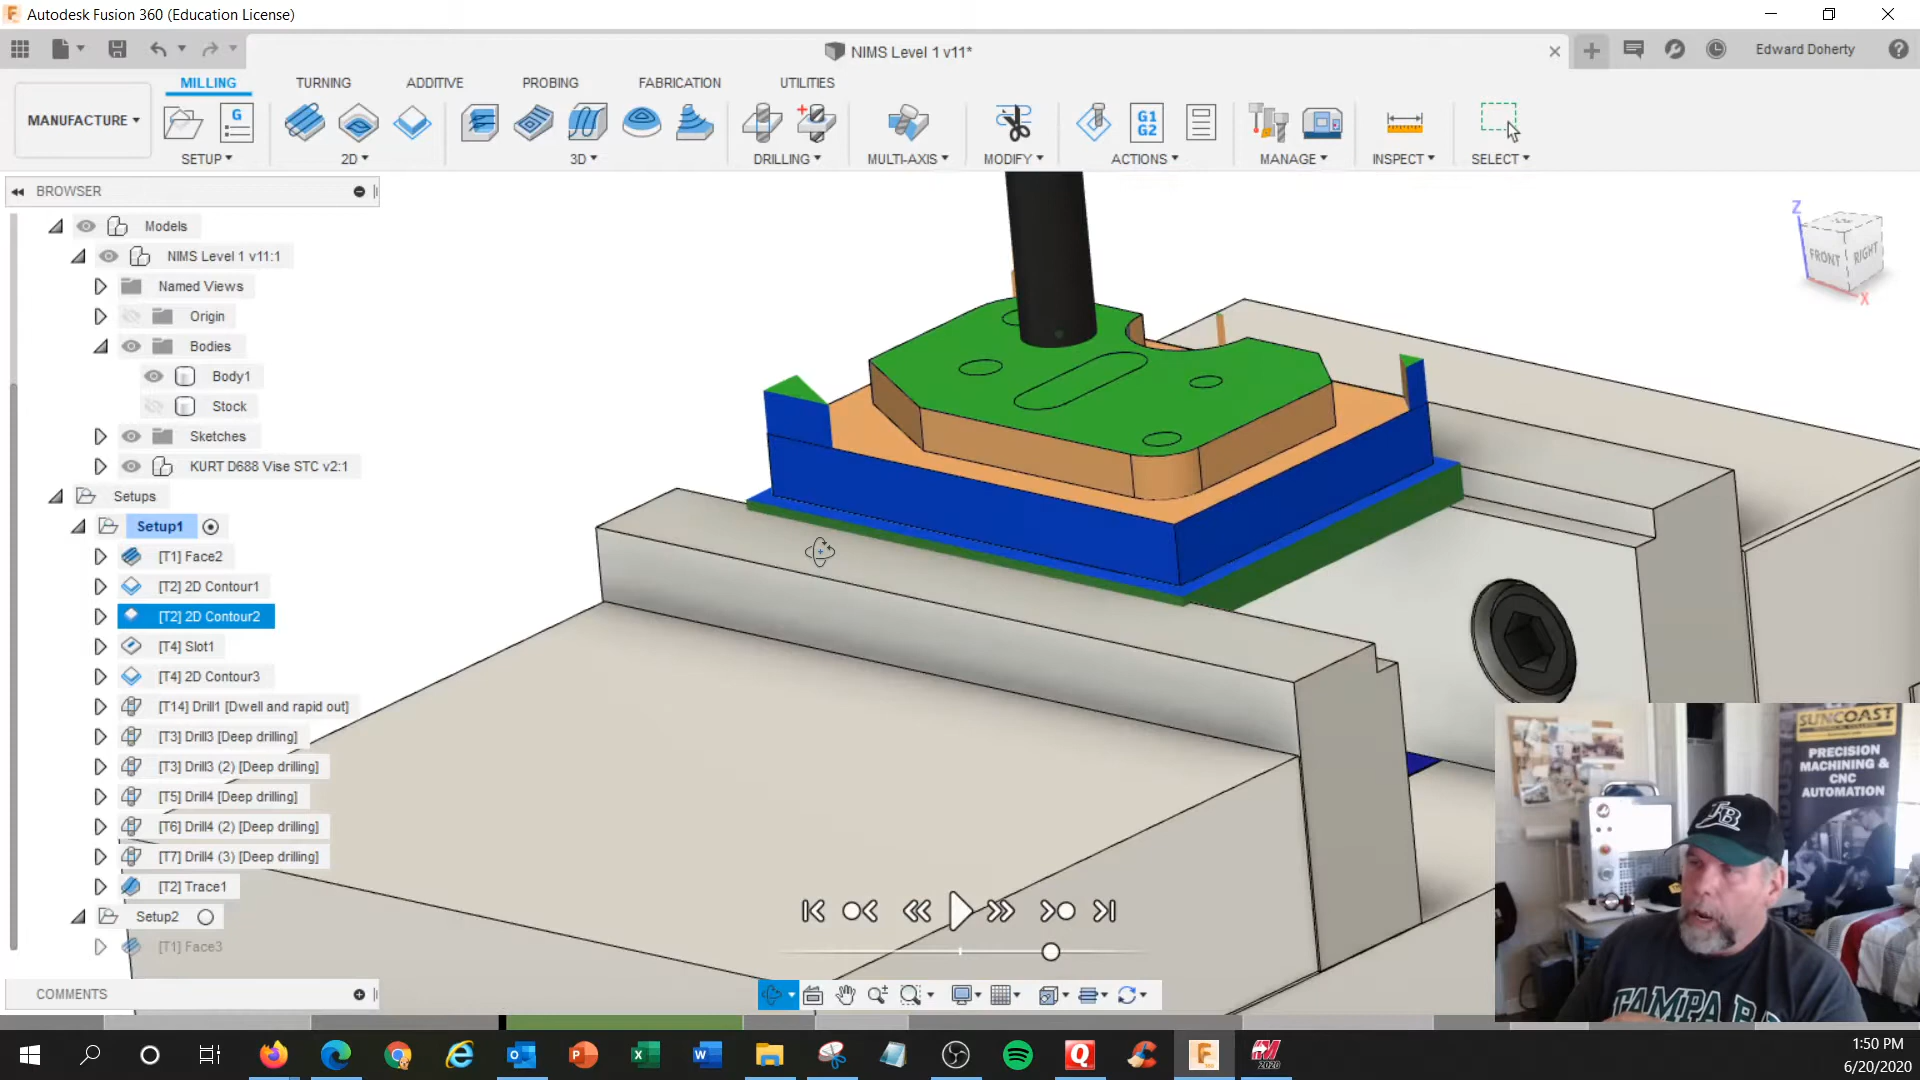 Autodesk Fusion 360 (Education License)
NIMS Level 1 v11*
Edward Doherty
MILLING
TURNING
ADDITIVE
PROBING
FABRICATION
UTILITIES
MANUFACTURE
G
G1
G2
SETUP
2D
3D
DRILLING
MULTI-AXIS
MODIFY
ACTIONS
MANAGE
INSPECT
SELECT
BROWSER
Models
NIMS Level 1 v11:1
Named Views
Origin
Bodies
Body1
Stock
Sketches
KURT D688 Vise STC v2:1
Setups
Setup1
[T1] Face2
[T2] 2D Contour1
[T2] 2D Contour2
[T4] Slot1
[T4] 2D Contour3
[T14] Drill1 [Dwell and rapid out]
[T3] Drill3 [Deep drilling]
[T3] Drill3 (2) [Deep drilling]
[T5] Drill4 [Deep drilling]
[T6] Drill4 (2) [Deep drilling]
[T7] Drill4 (3) [Deep drilling]
[T2] Trace1
Setup2
[T1] Face3
COMMENTS
Z
FRONT
RIGHT
X
SUNCOAST
PRECISION
MACHINING &
CNC
AUTOMATION
TB
TAMPA B
2020
1:50 PM
6/20/2020